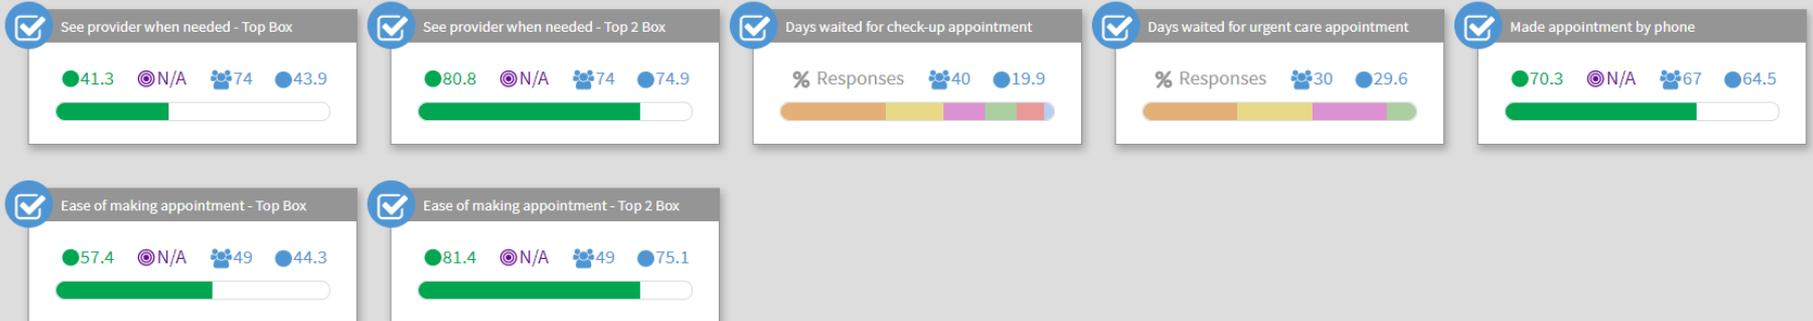 See provider when needed - Top Box
41.3 N/A 74 43.9
See provider when needed - Top 2 Box
80.8 N/A 74 74.9
Days waited for check-up appointment
% Responses 40 19.9
Days waited for urgent care appointment
% Responses 30 29.6
Made appointment by phone
70.3 N/A 67 64.5
Ease of making appointment - Top Box
57.4 N/A 49 44.3
Ease of making appointment - Top 2 Box
81.4 N/A 49 75.1